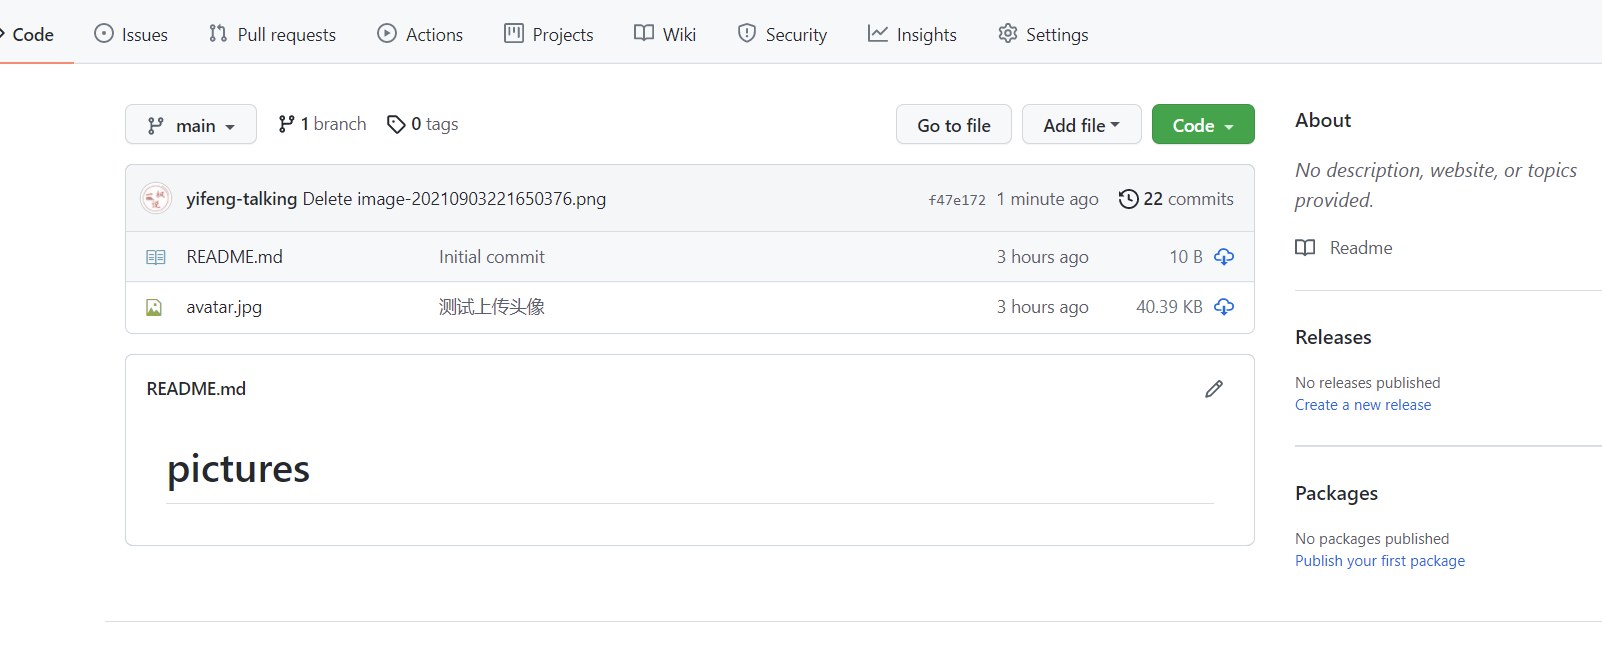 Code Issues Pull requests Actions Projects Wiki Security Insights Settings
main 1 branch 0 tags Go to file Add file Code
yifeng-talking Delete image-20210903221650376.png f47e172 1 minute ago 22 commits
README.md Initial commit 3 hours ago 10 B
avatar.jpg 测试上传头像 3 hours ago 40.39 KB
README.md
pictures
About
No description, website, or topics
provided.
Readme
Releases
No releases published
Create a new release
Packages
No packages published
Publish your first package